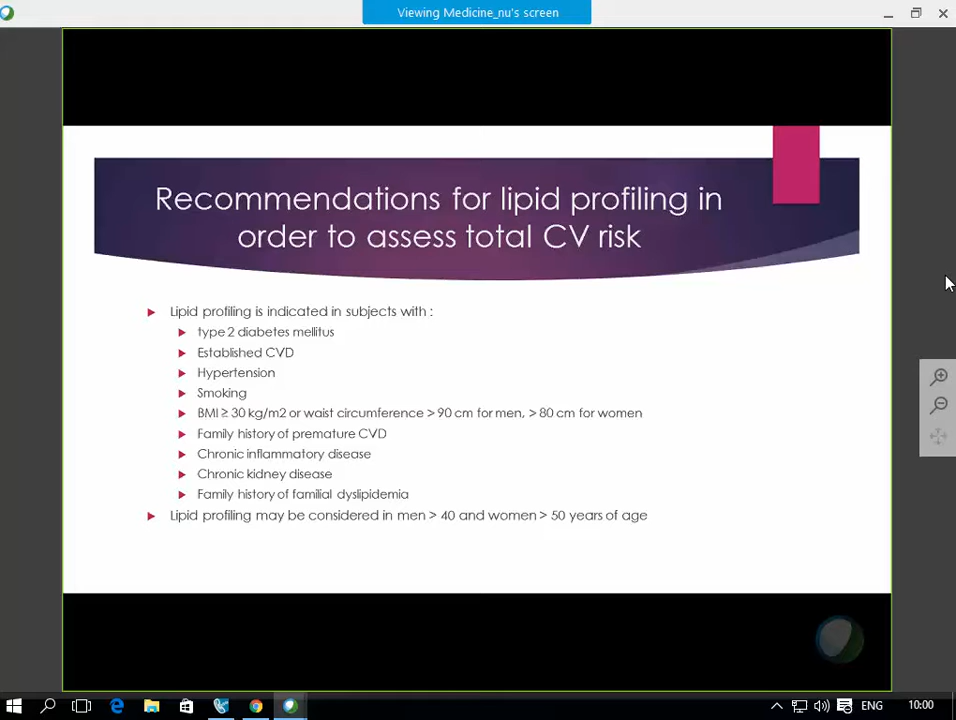 Viewing Medicine_nu's screen
Recommendations for lipid profiling in
order to assess total CV risk
Lipid profiling is indicated in subjects with :
type 2 diabetes mellitus
Established CVD
Hypertension
Smoking
BMI ≥ 30 kg/m2 or waist circumference > 90 cm for men, > 80 cm for women
Family history of premature CVD
Chronic inflammatory disease
Chronic kidney disease
Family history of familial dyslipidemia
Lipid profiling may be considered in men > 40 and women > 50 years of age
ENG
10:00